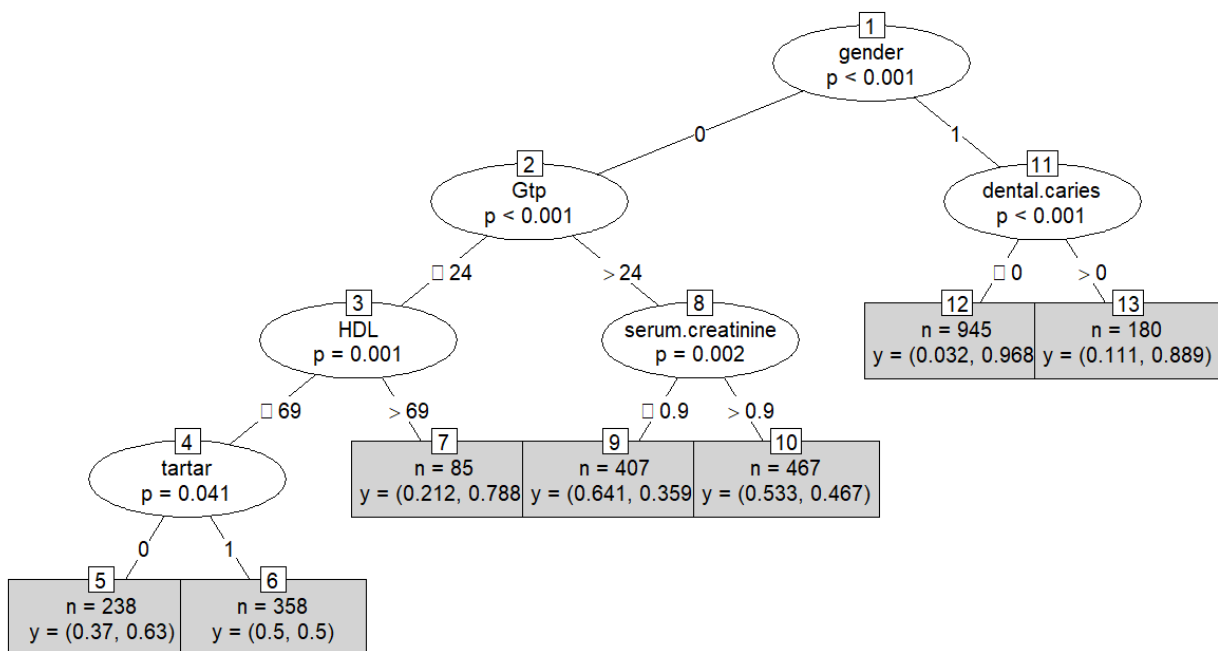 1
gender
p < 0.001
0
1
2
Gtp
p < 0.001
11
dental.caries
p < 0.001
□ 24
> 24
□ 0
> 0
3
HDL
p = 0.001
8
serum.creatinine
p = 0.002
12
n = 945
y = (0.032, 0.968
13
n = 180
y = (0.111, 0.889)
□ 69
> 69
□ 0.9
> 0.9
4
tartar
p = 0.041
7
n = 85
y = (0.212, 0.788
9
n = 407
y = (0.641, 0.359
10
n = 467
y = (0.533, 0.467)
0
1
5
n = 238
y = (0.37, 0.63)
6
n = 358
y = (0.5, 0.5)